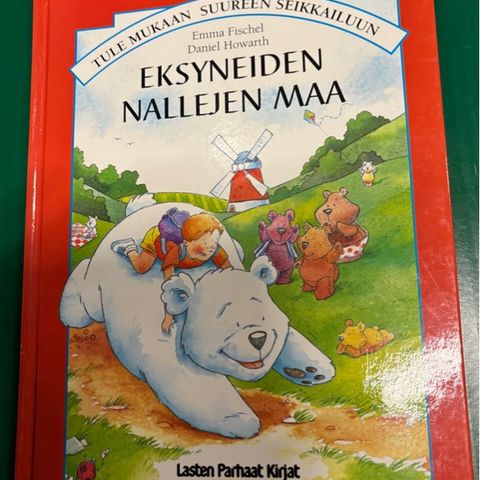 TULE MUKAAN SUUREEN SEIKKAILUUN
Emma Fischel
Daniel Howarth
EKSYNEIDEN
NALLEJEN MAA
Lasten Parhaat Kirjat